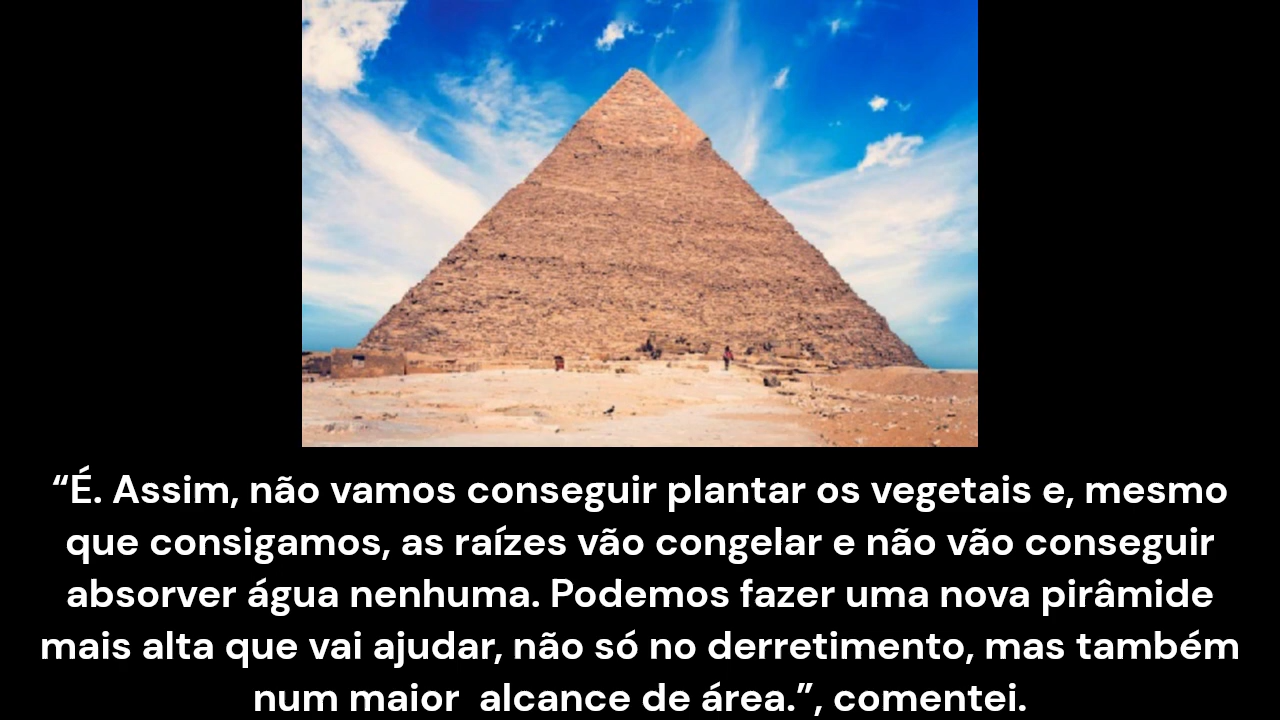 “É. Assim, não vamos conseguir plantar os vegetais e, mesmo
que consigamos, as raízes vão congelar e não vão conseguir
absorver água nenhuma. Podemos fazer uma nova pirâmide
mais alta que vai ajudar, não só no derretimento, mas também
num maior  alcance de área.”, comentei.